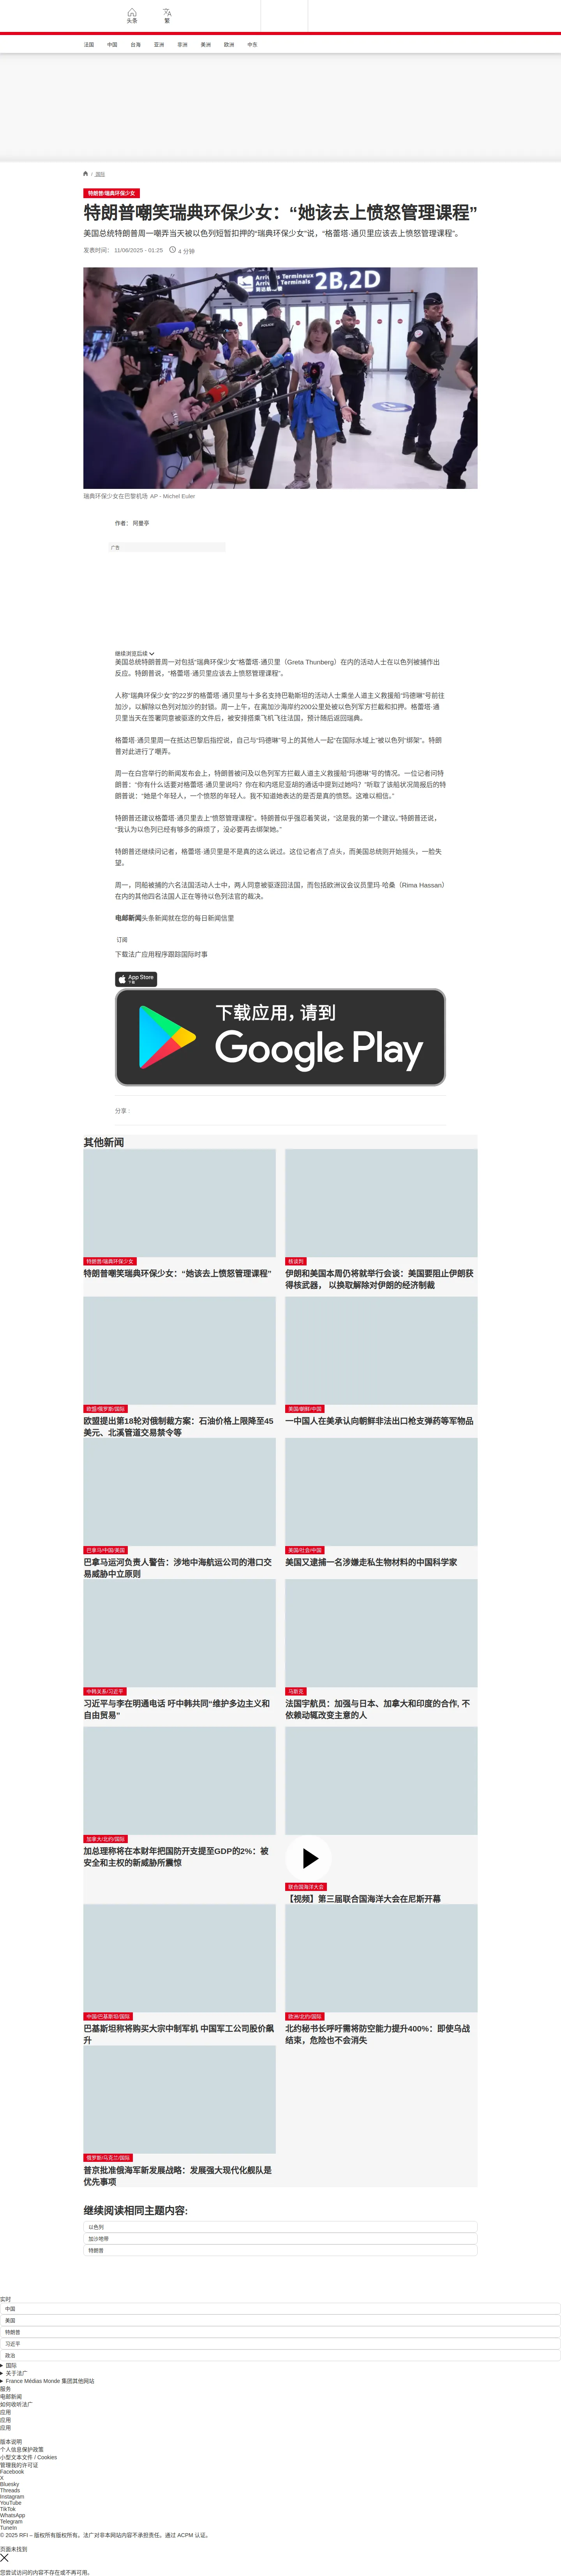 头条
繁
法国 中国 台海 亚洲 非洲 美洲 欧洲 中东
/ 国际
特朗普/瑞典环保少女
特朗普嘲笑瑞典环保少女：“她该去上愤怒管理课程”
美国总统特朗普周一嘲弄当天被以色列短暂扣押的“瑞典环保少女”说，“格蕾塔·通贝里应该去上愤怒管理课程”。
发表时间： 11/06/2025 - 01:25 4 分钟
Arrivées terminaux
Arrivals terminals
2B,2D
POLICE
瑞典环保少女在巴黎机场 AP - Michel Euler
作者： 阿曼亭
广告
继续浏览后续
美国总统特朗普周一对包括“瑞典环保少女”格蕾塔·通贝里（Greta Thunberg）在内的活动人士在以色列被捕作出
反应。特朗普说，“格蕾塔·通贝里应该去上愤怒管理课程”。
人称“瑞典环保少女”的22岁的格蕾塔·通贝里与十多名支持巴勒斯坦的活动人士乘坐人道主义救援船“玛德琳”号前往
加沙，以解除以色列对加沙的封锁。周一上午，在离加沙海岸约200公里处被以色列军方拦截和扣押。格蕾塔·通
贝里当天在签署同意被驱逐的文件后，被安排搭乘飞机飞往法国，预计随后返回瑞典。
格蕾塔·通贝里周一在抵达巴黎后指控说，自己与“玛德琳”号上的其他人一起“在国际水域上”被以色列“绑架”。特朗
普对此进行了嘲弄。
周一在白宫举行的新闻发布会上，特朗普被问及以色列军方拦截人道主义救援船“玛德琳”号的情况。一位记者问特
朗普：“你有什么话要对格蕾塔·通贝里说吗？你在和内塔尼亚胡的通话中提到过她吗？”听取了该船状况简报后的特
朗普说：“她是个年轻人，一个愤怒的年轻人。我不知道她表达的是否是真的愤怒。这难以相信。”
特朗普还建议格蕾塔·通贝里去上“愤怒管理课程”。特朗普似乎强忍着笑说，“这是我的第一个建议。”特朗普还说，
“我认为以色列已经有够多的麻烦了，没必要再去绑架她。”
特朗普还继续问记者，格蕾塔·通贝里是不是真的这么说过。这位记者点了点头，而美国总统则开始摇头，一脸失
望。
周一，同船被捕的六名法国活动人士中，两人同意被驱逐回法国，而包括欧洲议会议员里玛·哈桑（Rima Hassan）
在内的其他四名法国人正在等待以色列法官的裁决。
电邮新闻头条新闻就在您的每日新闻信里
订阅
下载法广应用程序跟踪国际时事
App Store
下载
下载应用，请到
Google Play
分享 :
其他新闻
特朗普/瑞典环保少女
特朗普嘲笑瑞典环保少女：“她该去上愤怒管理课程”
核谈判
伊朗和美国本周仍将就举行会谈：美国要阻止伊朗获
得核武器， 以换取解除对伊朗的经济制裁
欧盟/俄罗斯/国际
欧盟提出第18轮对俄制裁方案：石油价格上限降至45
美元、北溪管道交易禁令等
美国/朝鲜/中国
一中国人在美承认向朝鲜非法出口枪支弹药等军物品
巴拿马/中国/美国
巴拿马运河负责人警告：涉地中海航运公司的港口交
易威胁中立原则
美国/社会/中国
美国又逮捕一名涉嫌走私生物材料的中国科学家
中韩关系/习近平
习近平与李在明通电话 吁中韩共同“维护多边主义和
自由贸易”
马斯克
法国宇航员：加强与日本、加拿大和印度的合作, 不
依赖动辄改变主意的人
加拿大/北约/国际
加总理称将在本财年把国防开支提至GDP的2%：被
安全和主权的新威胁所震惊
联合国海洋大会
【视频】第三届联合国海洋大会在尼斯开幕
中国/巴基斯坦/国际
巴基斯坦称将购买大宗中制军机 中国军工公司股价飙
升
欧洲/北约/国际
北约秘书长呼吁需将防空能力提升400%：即使乌战
结束，危险也不会消失
俄罗斯/乌克兰/国际
普京批准俄海军新发展战略：发展强大现代化舰队是
优先事项
继续阅读相同主题内容:
以色列
加沙地带
特朗普
实时
中国
美国
特朗普
习近平
政治
国际
关于法广
France Médias Monde 集团其他网站
服务
电邮新闻
如何收听法广
应用
应用
应用
版本说明
个人信息保护政策
小型文本文件 / Cookies
管理我的许可证
Facebook
X
Bluesky
Threads
Instagram
YouTube
TikTok
WhatsApp
Telegram
TuneIn
© 2025 RFI – 版权所有版权所有。法广对非本网站内容不承担责任。通过 ACPM 认证。
页面未找到
您尝试访问的内容不存在或不再可用。